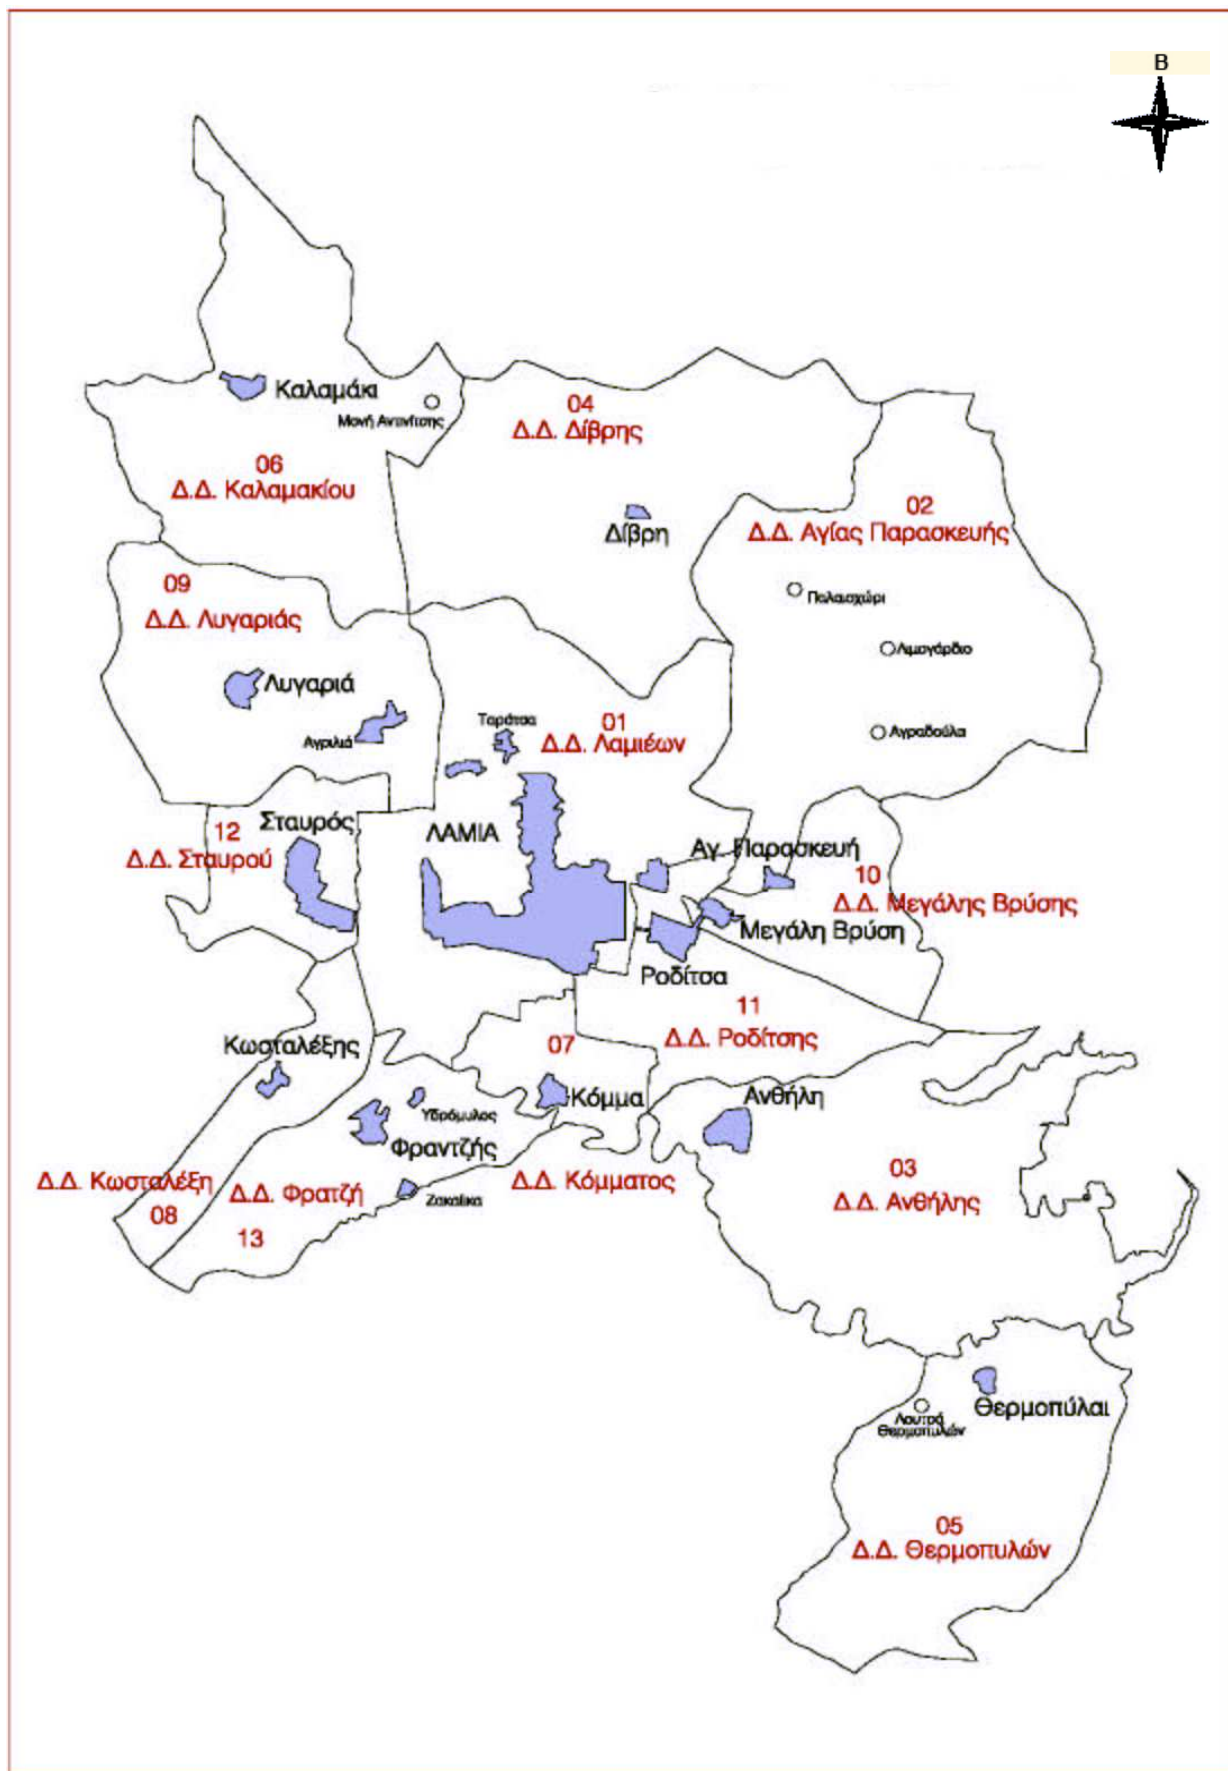 Β
Καλαμάκι
Μονή Αντινίτσης
04
Δ.Δ. Δίβρης
06
Δ.Δ. Καλαμακίου
02
Δ.Δ. Αγίας Παρασκευής
Δίβρη
09
Δ.Δ. Λυγαριάς
Παλαιοχώρι
Λιμογάρδιο
Λυγαριά
Αγριλιά
Ταράτσα
01
Δ.Δ. Λαμιέων
Αγραδούλα
Σταυρός
12
Δ.Δ. Σταυρού
ΛΑΜΙΑ
Αγ. Παρασκευή
10
Δ.Δ. Μεγάλης Βρύσης
Μεγάλη Βρύση
Ροδίτσα
11
Δ.Δ. Ροδίτσης
Κωσταλέξης
07
Κόμμα
Ανθήλη
Υδρόμυλος
Φραντζής
Δ.Δ. Κωσταλέξη
08
Δ.Δ. Φρατζή
13
Ζακαίικα
Δ.Δ. Κόμματος
03
Δ.Δ. Ανθήλης
Θερμοπύλαι
Λουτρά
Θερμοπυλών
05
Δ.Δ. Θερμοπυλών